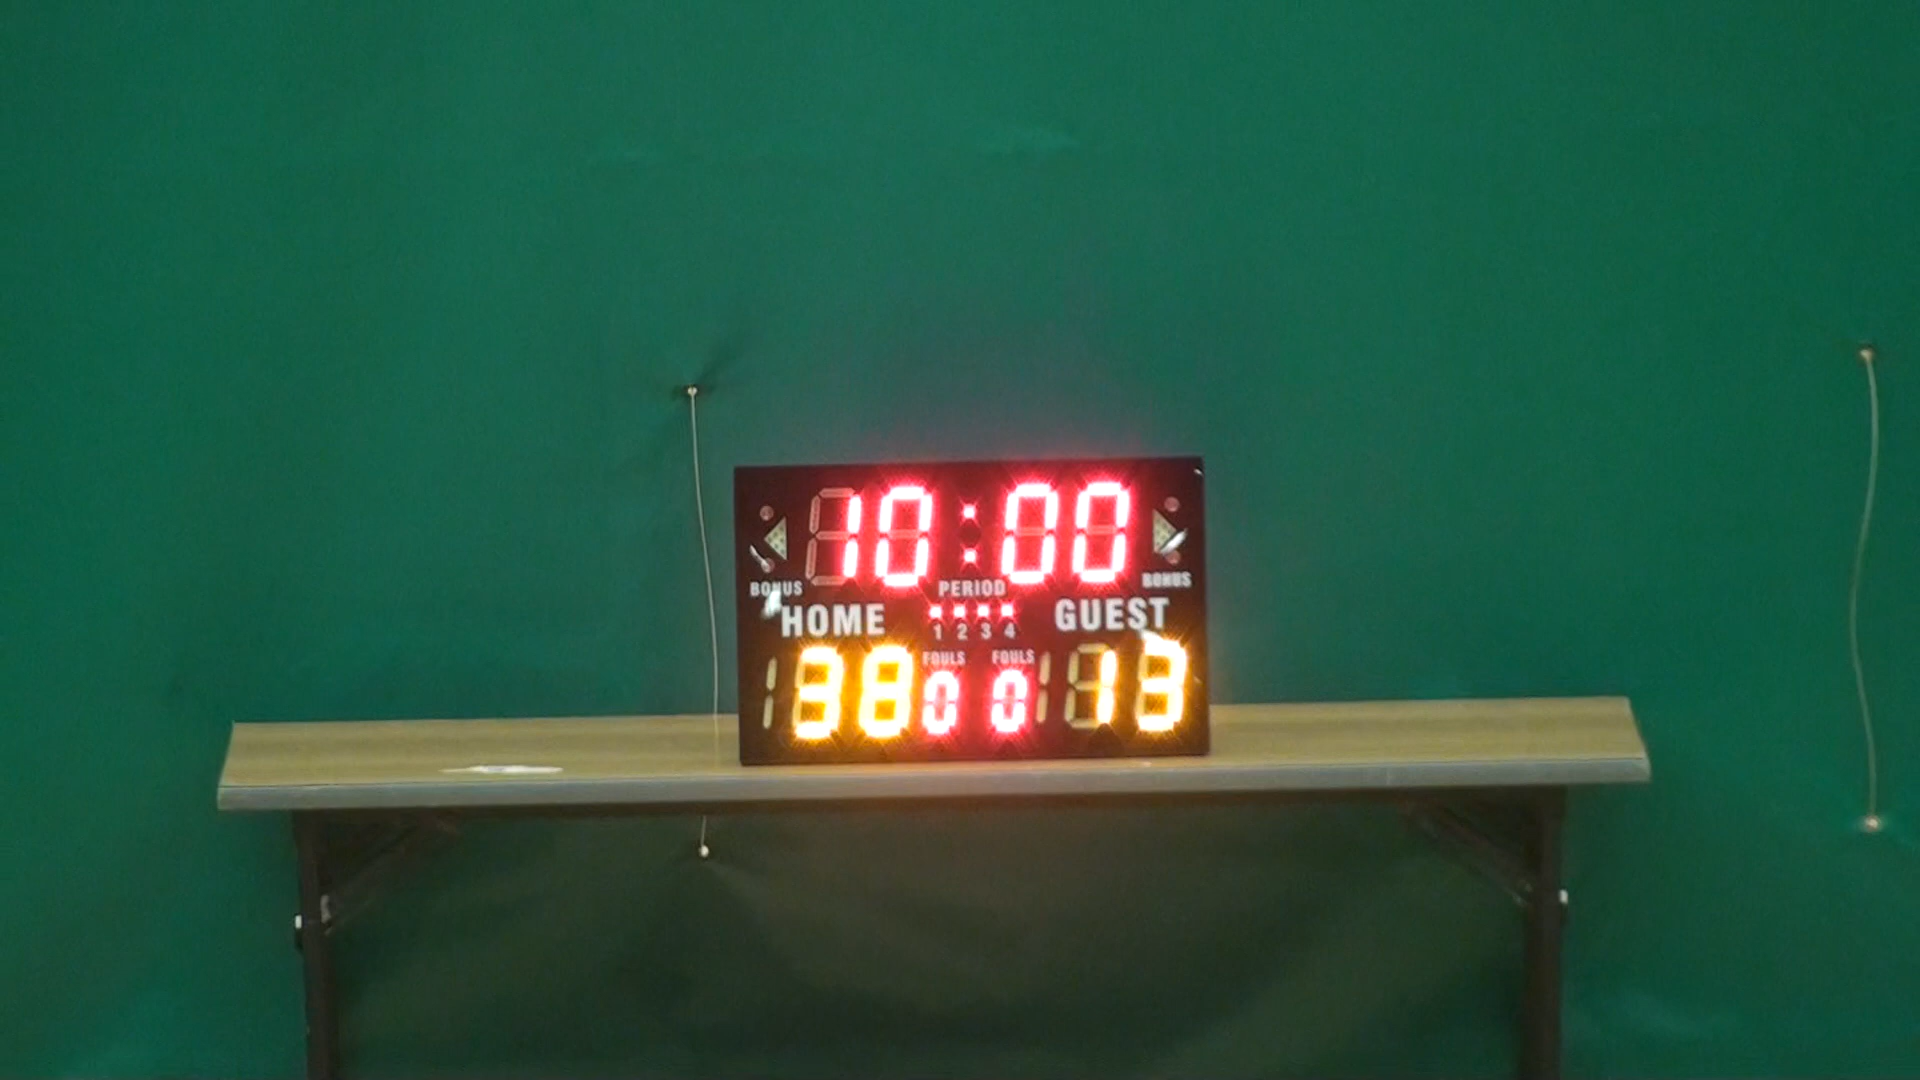 10:00
BONUS PERIOD BONUS
HOME 1 2 3 4 GUEST
FOULS FOULS
38 0 0 13